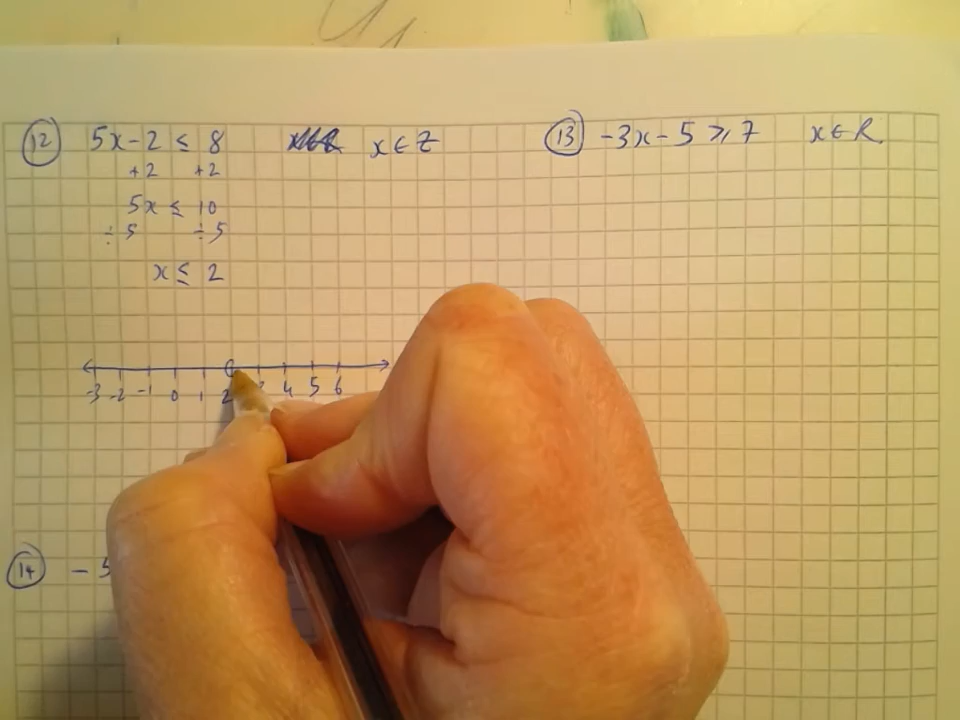 12 5x - 2 ≤ 8 x ∈ Z
+2 +2
5x ≤ 10
÷5 ÷5
x ≤ 2
-3 -2 -1 0 1 2 3 4 5 6
13 -3x - 5 ≥ 7 x ∈ R
14 -